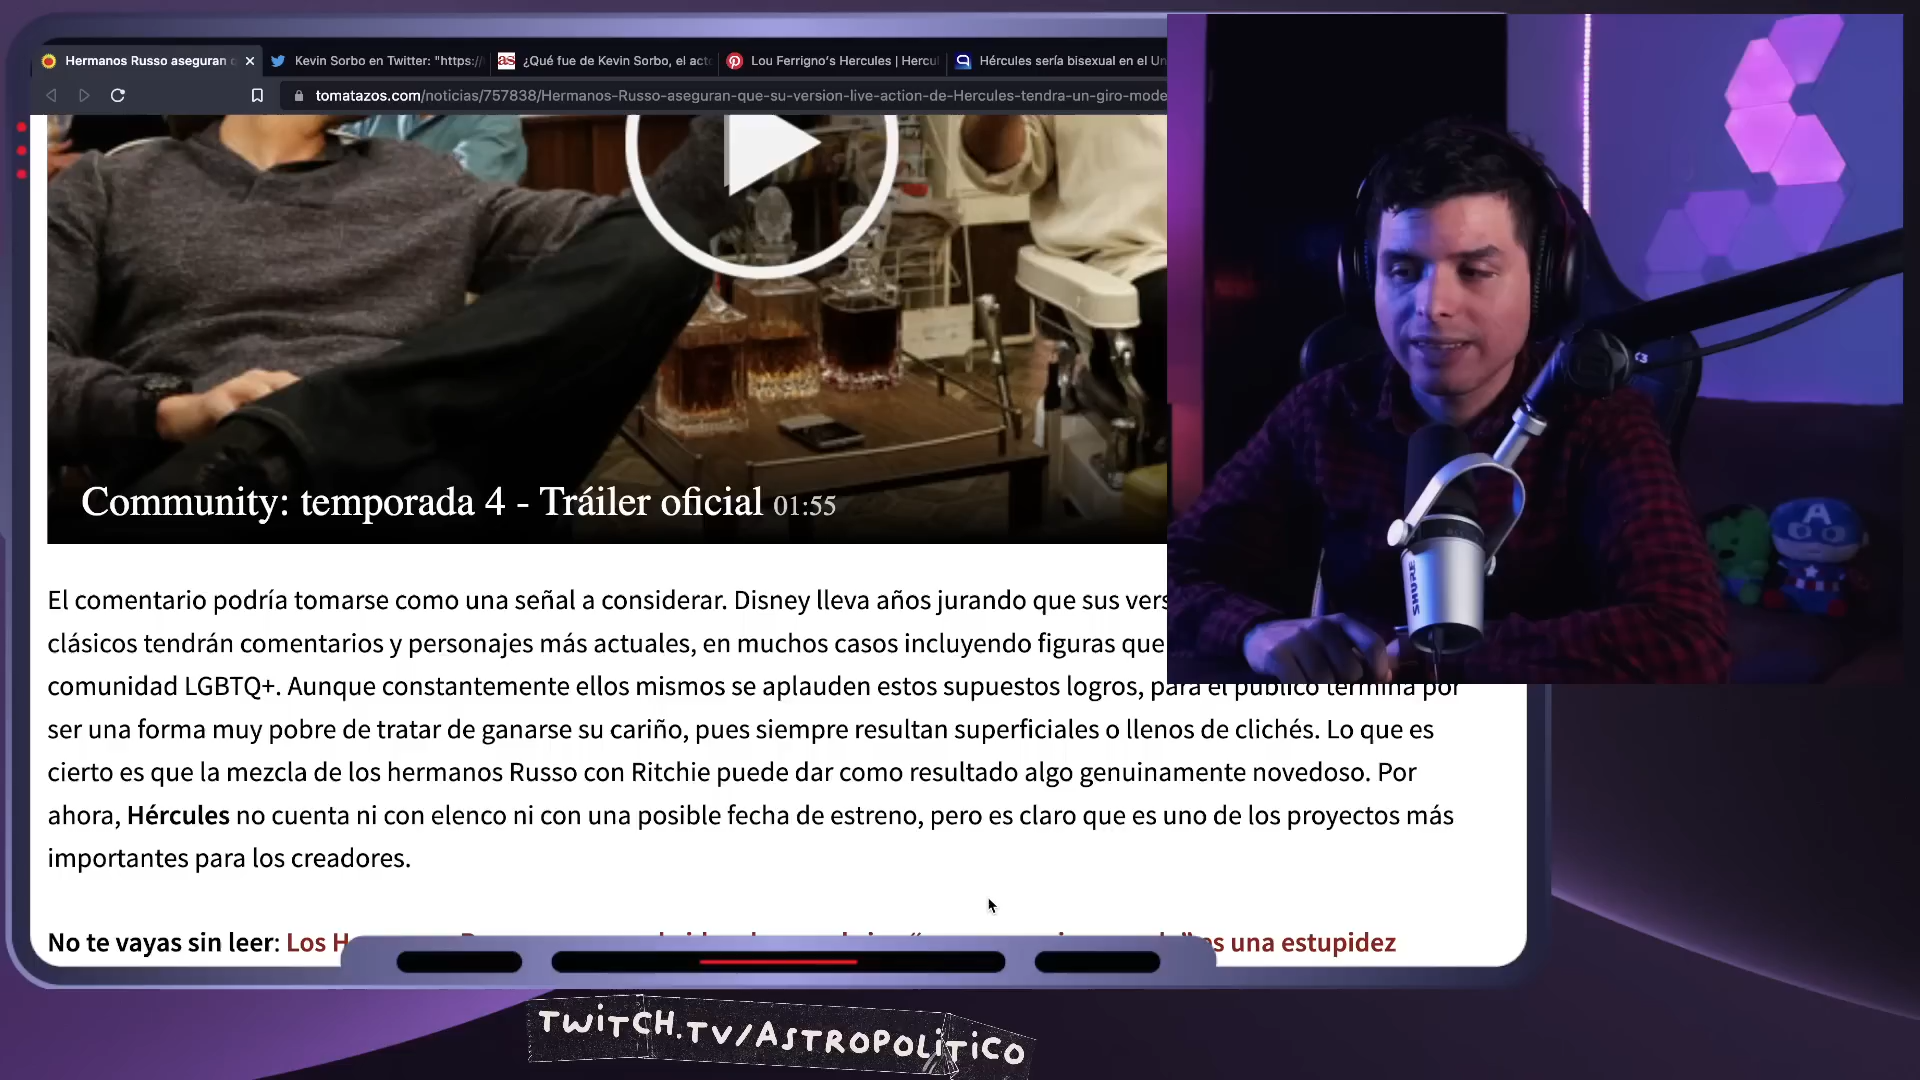 Hermanos Russo aseguran
Kevin Sorbo en Twitter: "https://
as
¿Qué fue de Kevin Sorbo, el act
Lou Ferrigno's Hercules | Hercul
Hércules sería bisexual en el Un
tomatazos.com/noticias/757838/Hermanos-Russo-aseguran-que-su-version-live-action-de-Hercules-tendra-un-giro-mode
Community: temporada 4 - Tráiler oficial 01:55
El comentario podría tomarse como una señal a considerar. Disney lleva años jurando que sus vers
clásicos tendrán comentarios y personajes más actuales, en muchos casos incluyendo figuras que
comunidad LGBTQ+. Aunque constantemente ellos mismos se aplauden estos supuestos logros, para el público termina por
ser una forma muy pobre de tratar de ganarse su cariño, pues siempre resultan superficiales o llenos de clichés. Lo que es
cierto es que la mezcla de los hermanos Russo con Ritchie puede dar como resultado algo genuinamente novedoso. Por
ahora, Hércules no cuenta ni con elenco ni con una posible fecha de estreno, pero es claro que es uno de los proyectos más
importantes para los creadores.
No te vayas sin leer: Los es una estupidez
SHURE
A
TWITCH.TV/ASTROPOLITICO